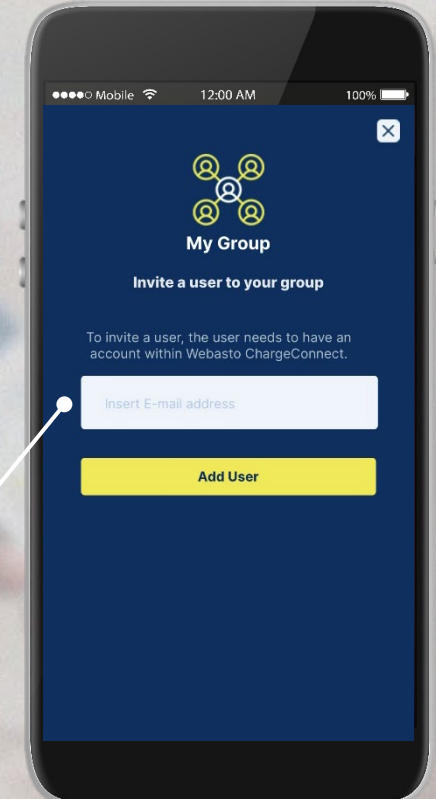 Mobile 12:00 AM 100%
My Group
Invite a user to your group
To invite a user, the user needs to have an
account within Webasto ChargeConnect.
Insert E-mail address
Add User